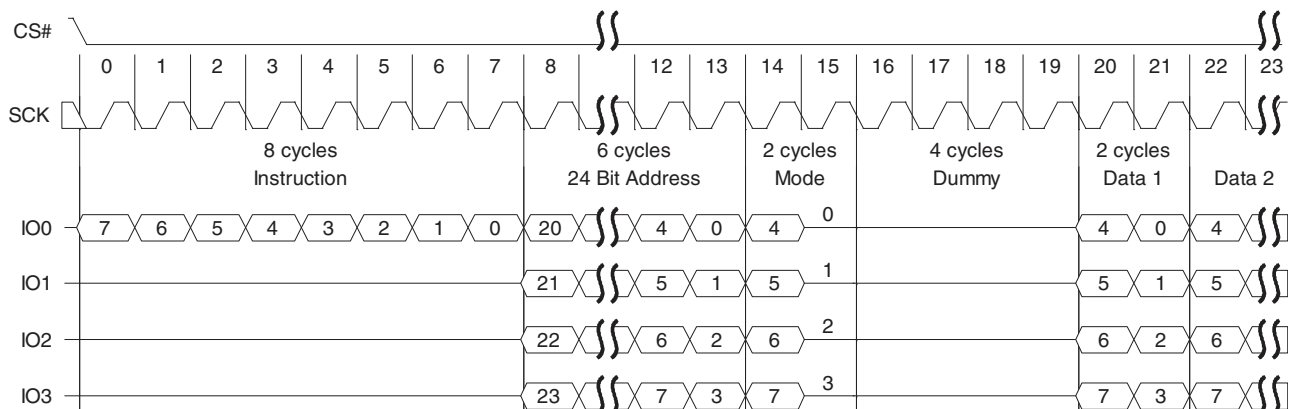 CS#
0 1 2 3 4 5 6 7 8 12 13 14 15 16 17 18 19 20 21 22 23
SCK
8 cycles 6 cycles 2 cycles 4 cycles 2 cycles
Instruction 24 Bit Address Mode Dummy Data 1 Data 2
IO0 7 6 5 4 3 2 1 0 20 4 0 4 0 4 0 4
IO1 21 5 1 5 1 5 1 5
IO2 22 6 2 6 2 6 2 6
IO3 23 7 3 7 3 7 3 7